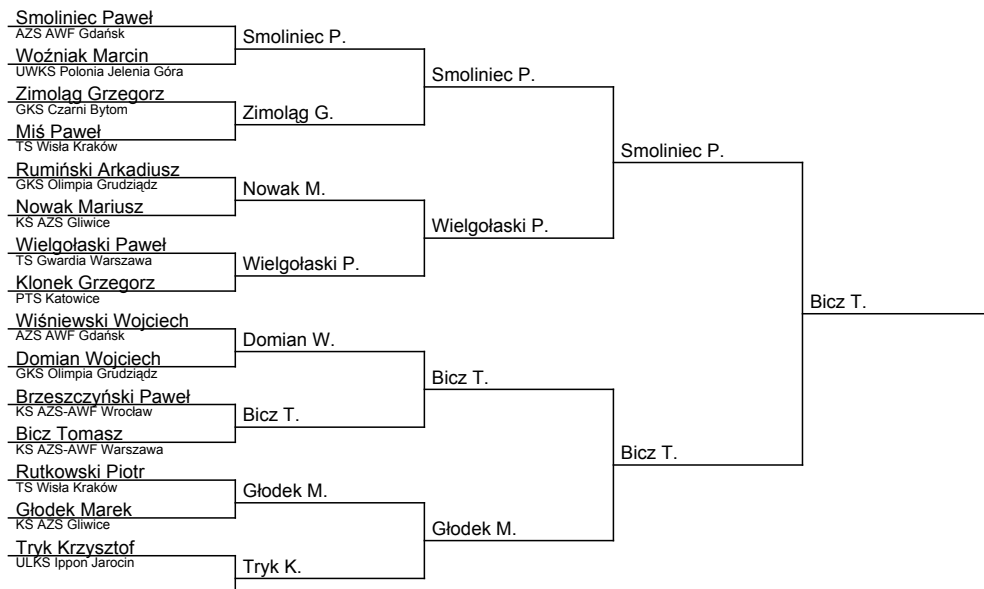 Smoliniec Paweł
AZS AWF Gdańsk
Woźniak Marcin
UWKS Polonia Jelenia Góra
Zimoląg Grzegorz
GKS Czarni Bytom
Miś Paweł
TS Wisła Kraków
Rumiński Arkadiusz
GKS Olimpia Grudziądz
Nowak Mariusz
KS AZS Gliwice
Wielgołaski Paweł
TS Gwardia Warszawa
Klonek Grzegorz
PTS Katowice
Wiśniewski Wojciech
AZS AWF Gdańsk
Domian Wojciech
GKS Olimpia Grudziądz
Brzeszczyński Paweł
KS AZS-AWF Wrocław
Bicz Tomasz
KS AZS-AWF Warszawa
Rutkowski Piotr
TS Wisła Kraków
Głodek Marek
KS AZS Gliwice
Tryk Krzysztof
ULKS Ippon Jarocin
Smoliniec P.
Zimoląg G.
Nowak M.
Wielgołaski P.
Domian W.
Bicz T.
Głodek M.
Tryk K.
Smoliniec P.
Wielgołaski P.
Bicz T.
Głodek M.
Smoliniec P.
Bicz T.
Bicz T.